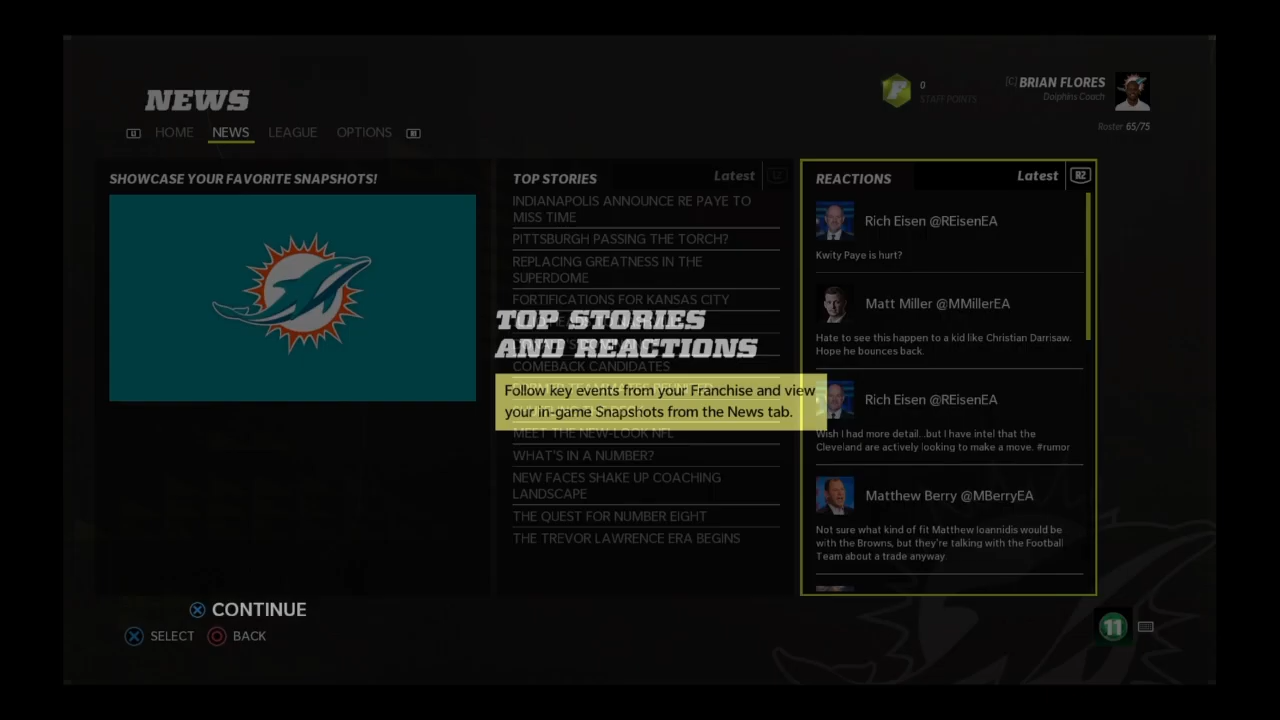 NEWS
0
STAFF POINTS
[C] BRIAN FLORES
Dolphins Coach
Roster 65/75
L1 HOME NEWS LEAGUE OPTIONS R1
SHOWCASE YOUR FAVORITE SNAPSHOTS!
TOP STORIES Latest L2
INDIANAPOLIS ANNOUNCE RE PAYE TO
MISS TIME
PITTSBURGH PASSING THE TORCH?
REPLACING GREATNESS IN THE
SUPERDOME
FORTIFICATIONS FOR KANSAS CITY
TOP STORIES
AND REACTIONS
COMEBACK CANDIDATES
Follow key events from your Franchise and view
your in-game Snapshots from the News tab.
MEET THE NEW-LOOK NFL
WHAT'S IN A NUMBER?
NEW FACES SHAKE UP COACHING
LANDSCAPE
THE QUEST FOR NUMBER EIGHT
THE TREVOR LAWRENCE ERA BEGINS
REACTIONS Latest R2
Rich Eisen @REisenEA
Kwity Paye is hurt?
Matt Miller @MMillerEA
Hate to see this happen to a kid like Christian Darrisaw.
Hope he bounces back.
Rich Eisen @REisenEA
Wish I had more detail...but I have intel that the
Cleveland are actively looking to make a move. #rumor
Matthew Berry @MBerryEA
Not sure what kind of fit Matthew Ioannidis would be
with the Browns, but they're talking with the Football
Team about a trade anyway.
CONTINUE
SELECT BACK
11